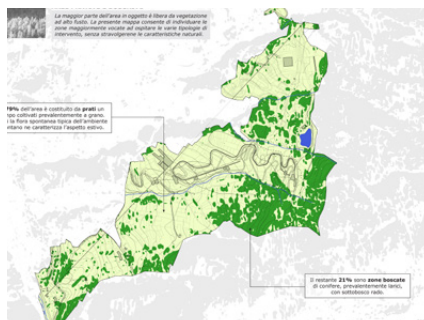 La maggior parte dell'area in oggetto è libera da vegetazione
ad alto fusto. La presente mappa consente di individuare le
zone maggiormente vocate ad ospitare le varie tipologie di
intervento, senza stravolgerene le caratteristiche naturali.
79% dell'area è costituito da prati un
mpo coltivati prevalentemente a grano.
i la flora spontanea tipica dell'ambiente
ntano ne caratterizza l'aspetto estivo.
Il restante 21% sono zone boscate
di conifere, prevalentemente larici,
con sottobosco rado.